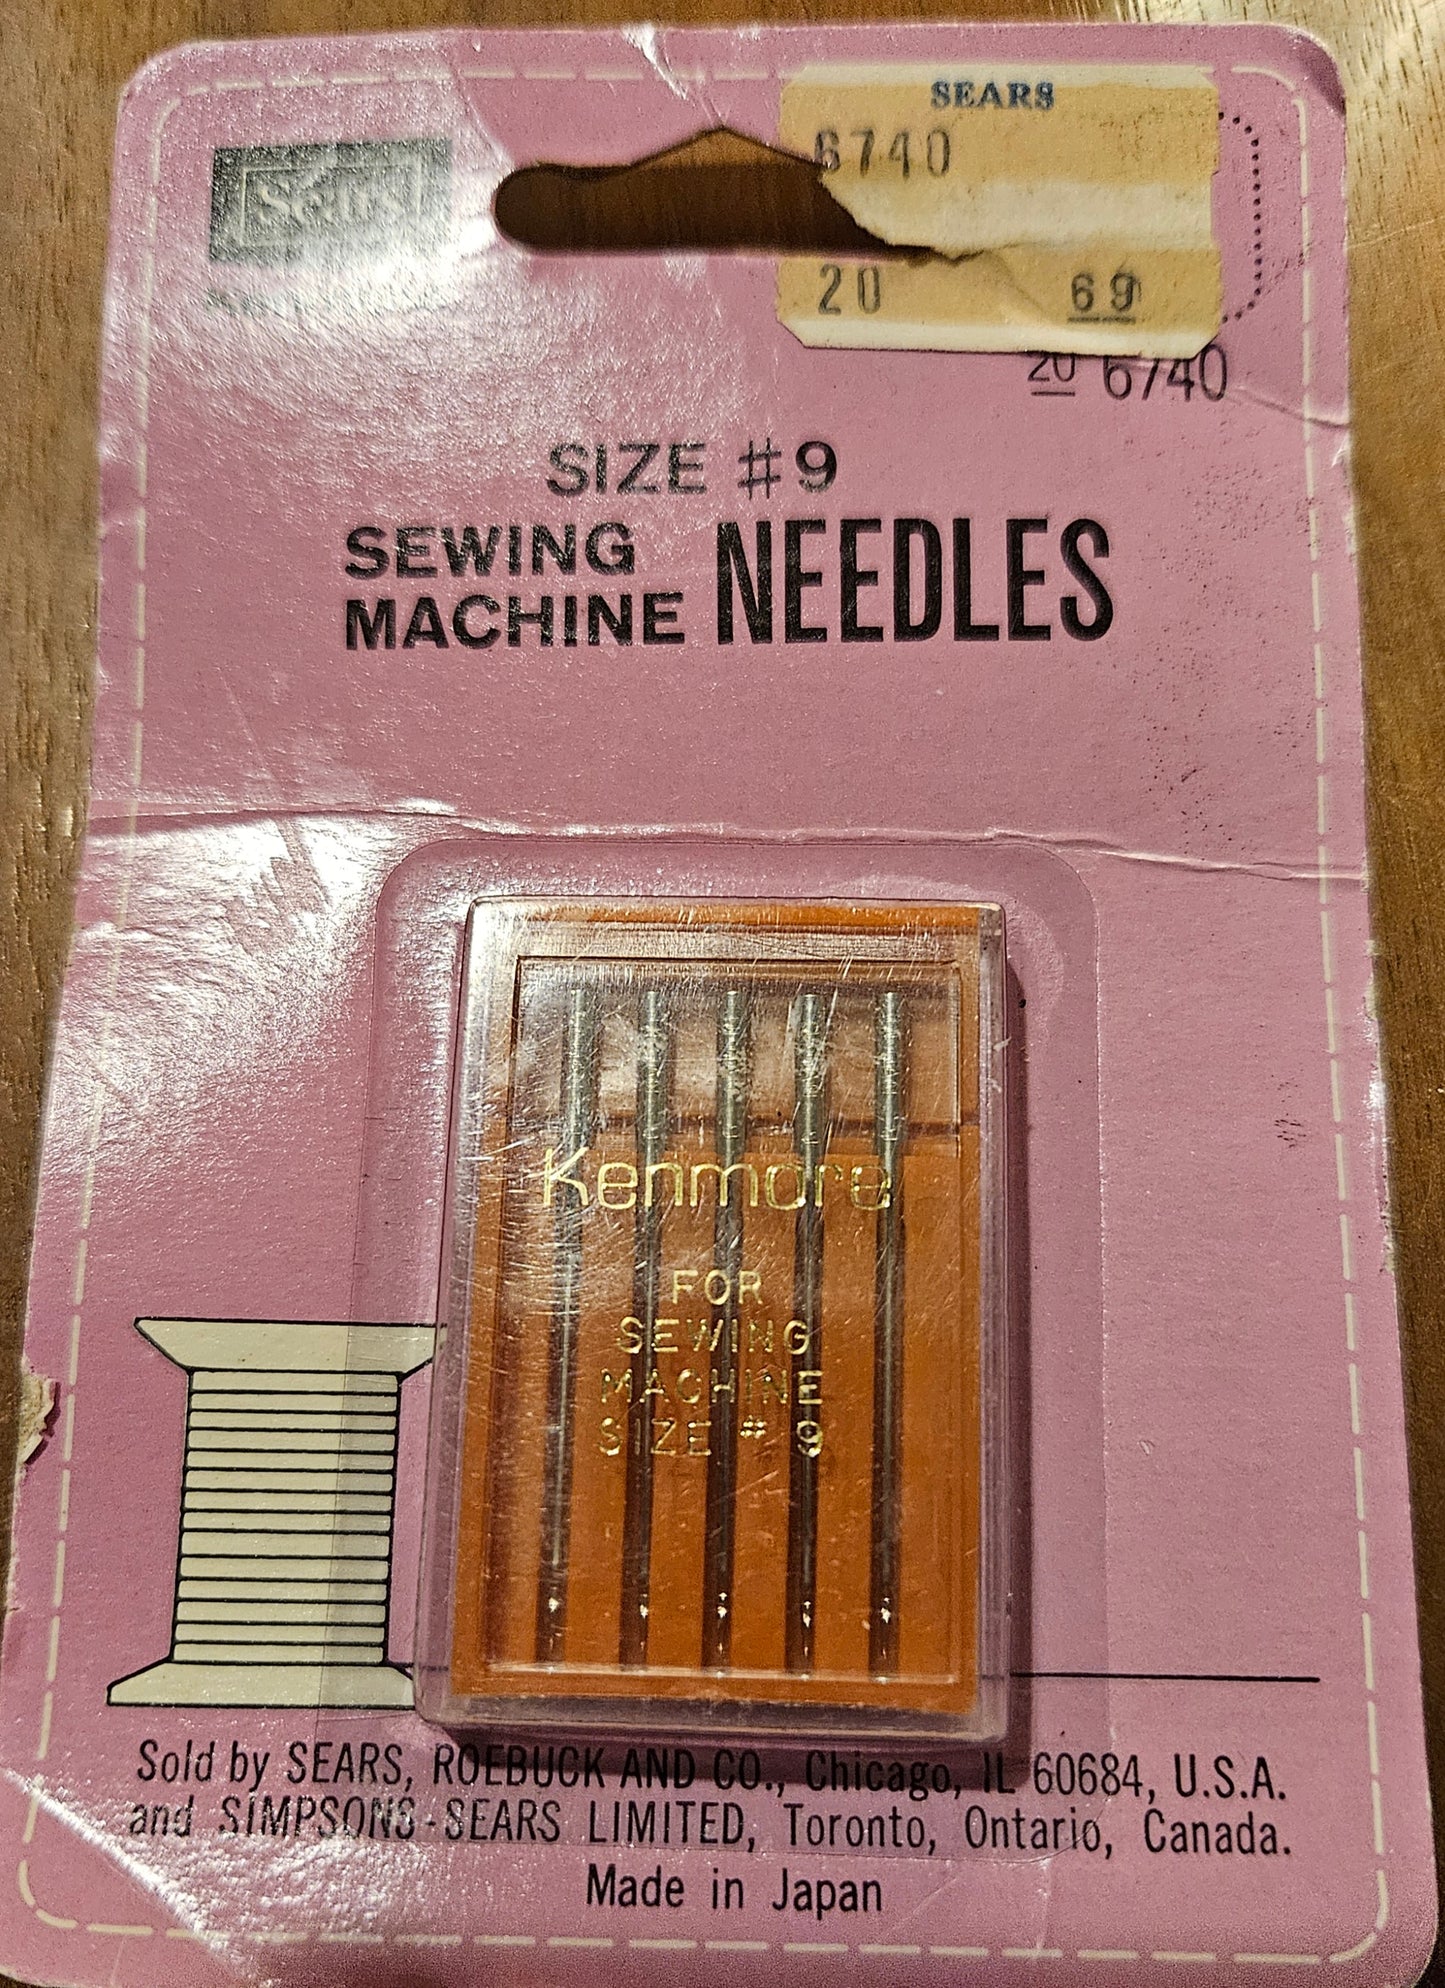 Sears
SEARS
6740
20 69
20 6740
SIZE #9
SEWING
MACHINE NEEDLES
Kenmore
FOR
SEWING
MACHINE
SIZE # 9
Sold by SEARS, ROEBUCK AND CO., Chicago, IL 60684, U.S.A.
and SIMPSONS-SEARS LIMITED, Toronto, Ontario, Canada.
Made in Japan